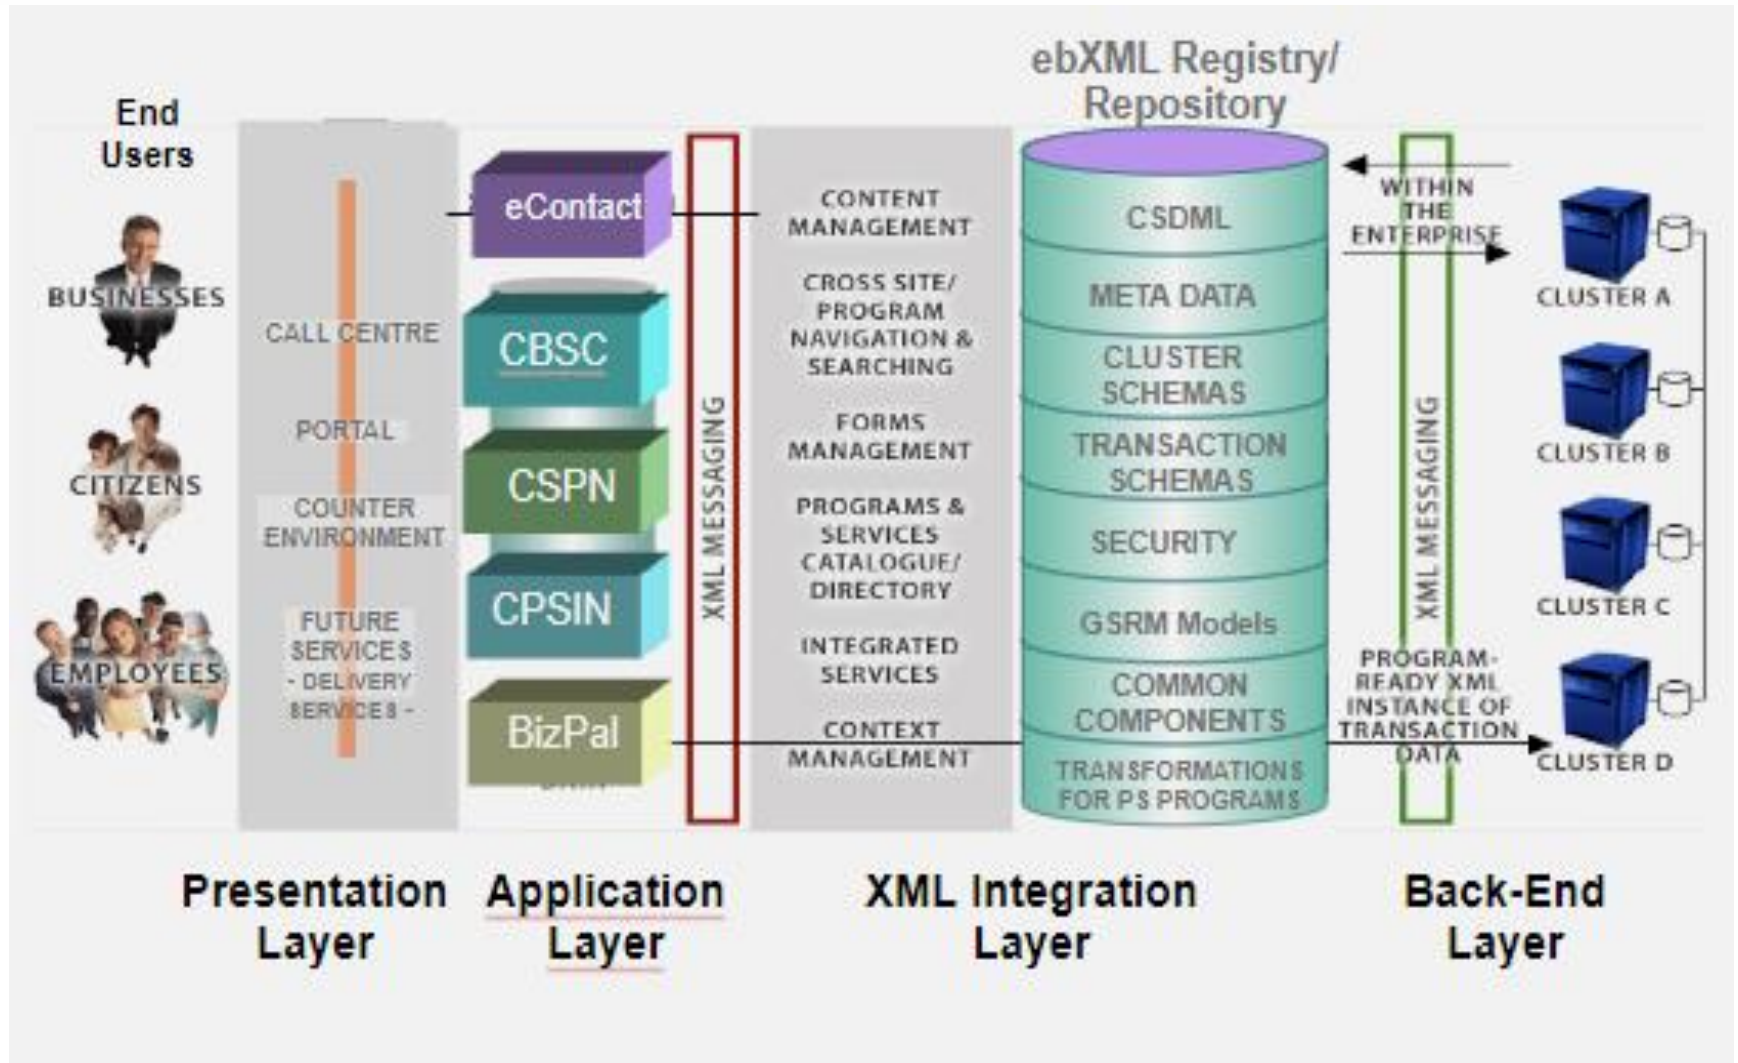 ebXML Registry/
Repository
End
Users
BUSINESSES
CITIZENS
EMPLOYEES
CALL CENTRE
PORTAL
COUNTER
ENVIRONMENT
FUTURE
SERVICES
- DELIVERY
SERVICES -
eContact
CBSC
CSPN
CPSIN
BizPal
XML MESSAGING
CONTENT
MANAGEMENT
CROSS SITE/
PROGRAM
NAVIGATION &
SEARCHING
FORMS
MANAGEMENT
PROGRAMS &
SERVICES
CATALOGUE/
DIRECTORY
INTEGRATED
SERVICES
CONTEXT
MANAGEMENT
CSDML
META DATA
CLUSTER
SCHEMAS
TRANSACTION
SCHEMAS
SECURITY
GSRM Models
COMMON
COMPONENTS
TRANSFORMATIONS
FOR PS PROGRAMS
WITHIN
THE
ENTERPRISE
XML MESSAGING
PROGRAM-
READY XML
INSTANCE OF
TRANSACTION
DATA
CLUSTER A
CLUSTER B
CLUSTER C
CLUSTER D
Presentation
Layer
Application
Layer
XML Integration
Layer
Back-End
Layer